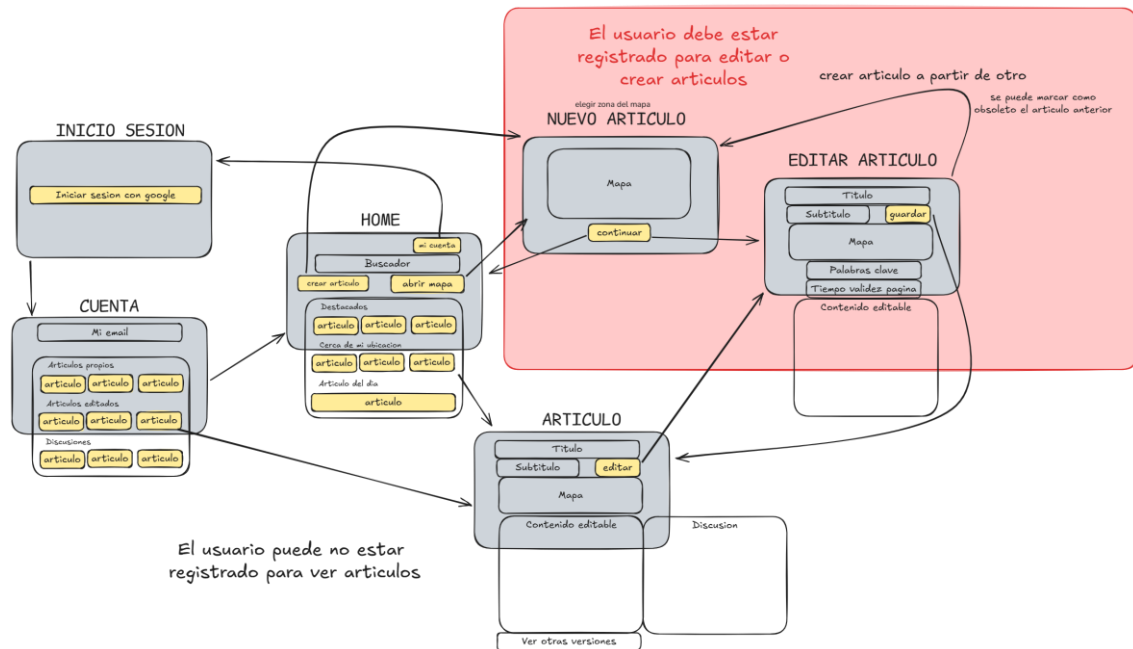 El usuario debe estar
registrado para editar o
crear articulos
crear articulo a partir de otro
se puede marcar como
obsoleto el articulo anterior
elegir zona del mapa
NUEVO ARTICULO
Mapa
continuar
EDITAR ARTICULO
Titulo
Subtitulo
guardar
Mapa
Palabras clave
Tiempo validez pagina
Contenido editable
INICIO SESION
Iniciar sesion con google
HOME
mi cuenta
Buscador
crear articulo
abrir mapa
Destacados
articulo articulo articulo
Cerca de mi ubicacion
articulo articulo articulo
Articulo del dia
articulo
CUENTA
Mi email
Articulos propios
articulo articulo articulo
Articulos editados
articulo articulo articulo
Discusiones
articulo articulo articulo
ARTICULO
Titulo
Subtitulo
editar
Mapa
Contenido editable
Discusion
Ver otras versiones
El usuario puede no estar
registrado para ver articulos